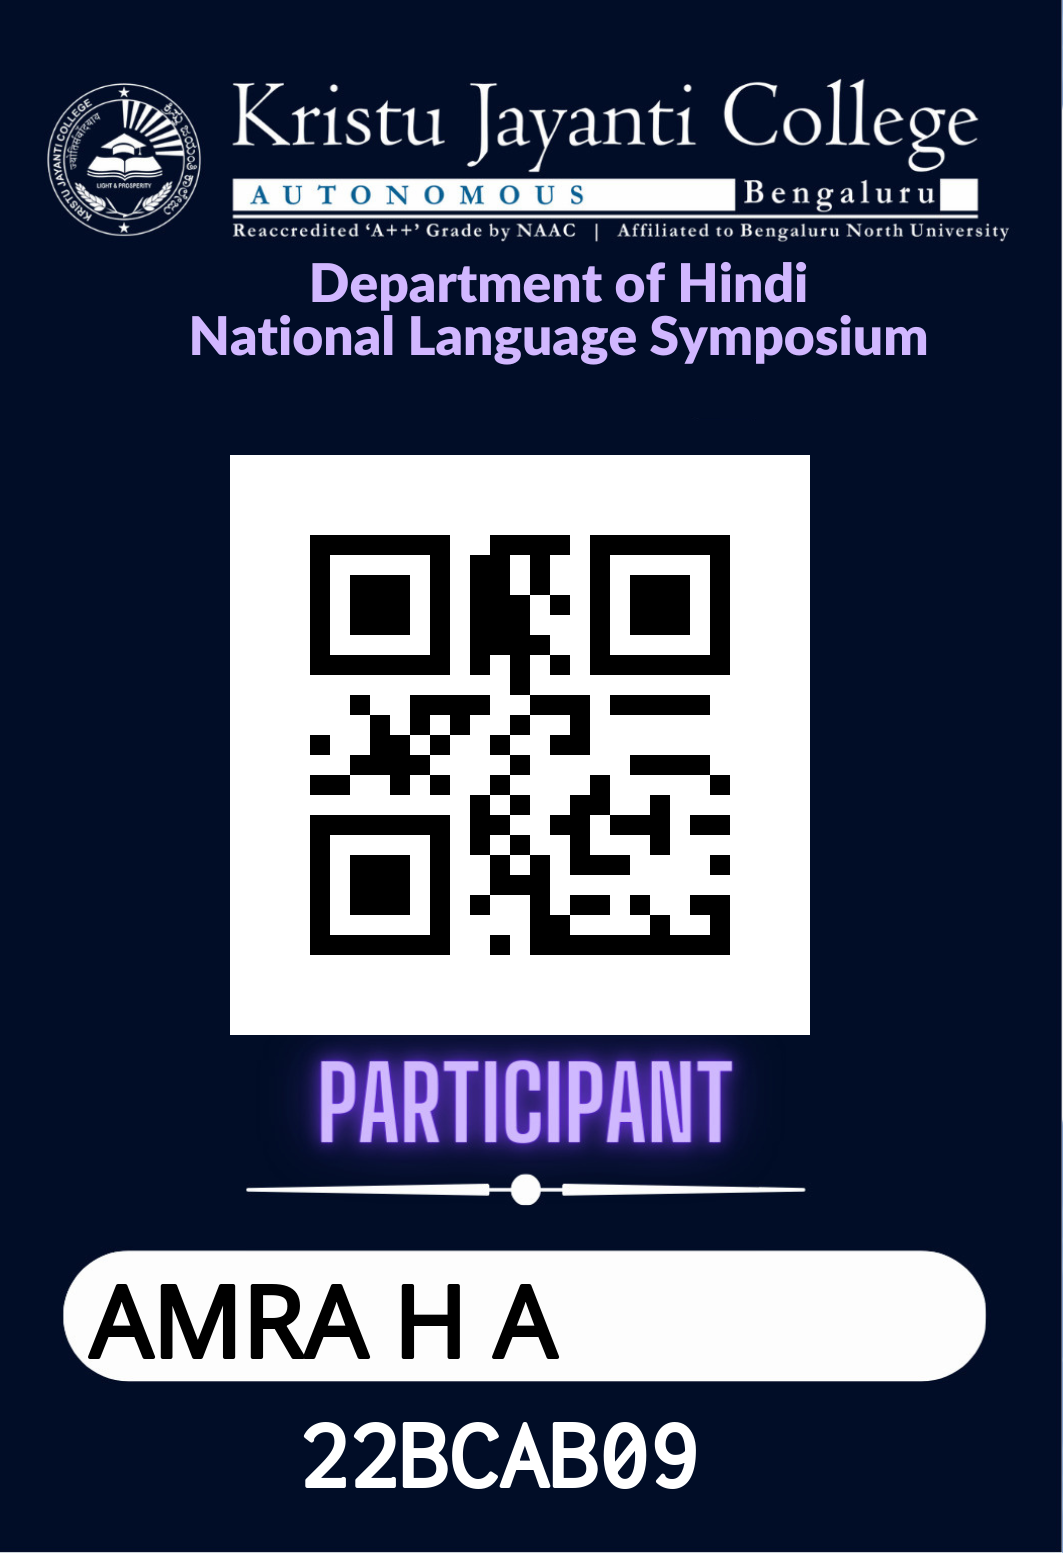 KRISTU JAYANTI COLLEGE
LIGHT & PROSPERITY
Kristu Jayanti College
AUTONOMOUS Bengaluru
Reaccredited ‘A++’ Grade by NAAC | Affiliated to Bengaluru North University
Department of Hindi
National Language Symposium
PARTICIPANT
AMRA H A
22BCAB09